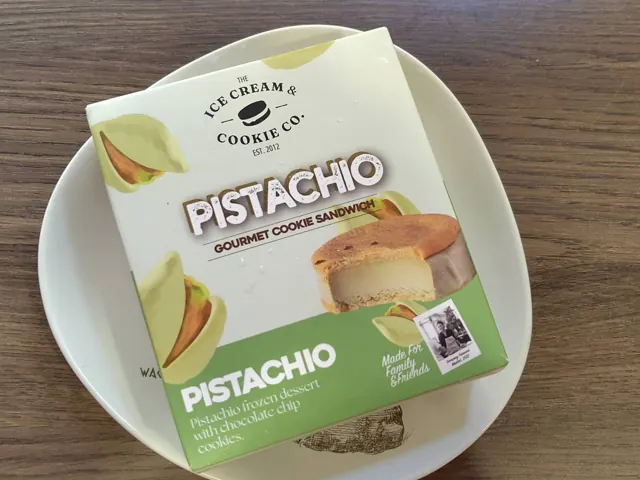 THE
ICE CREAM &
COOKIE CO.
EST. 2012
PISTACHIO
GOURMET COOKIE SANDWICH
PISTACHIO
Pistachio frozen dessert
with chocolate chip
cookies.
Made For
Family
&Friends